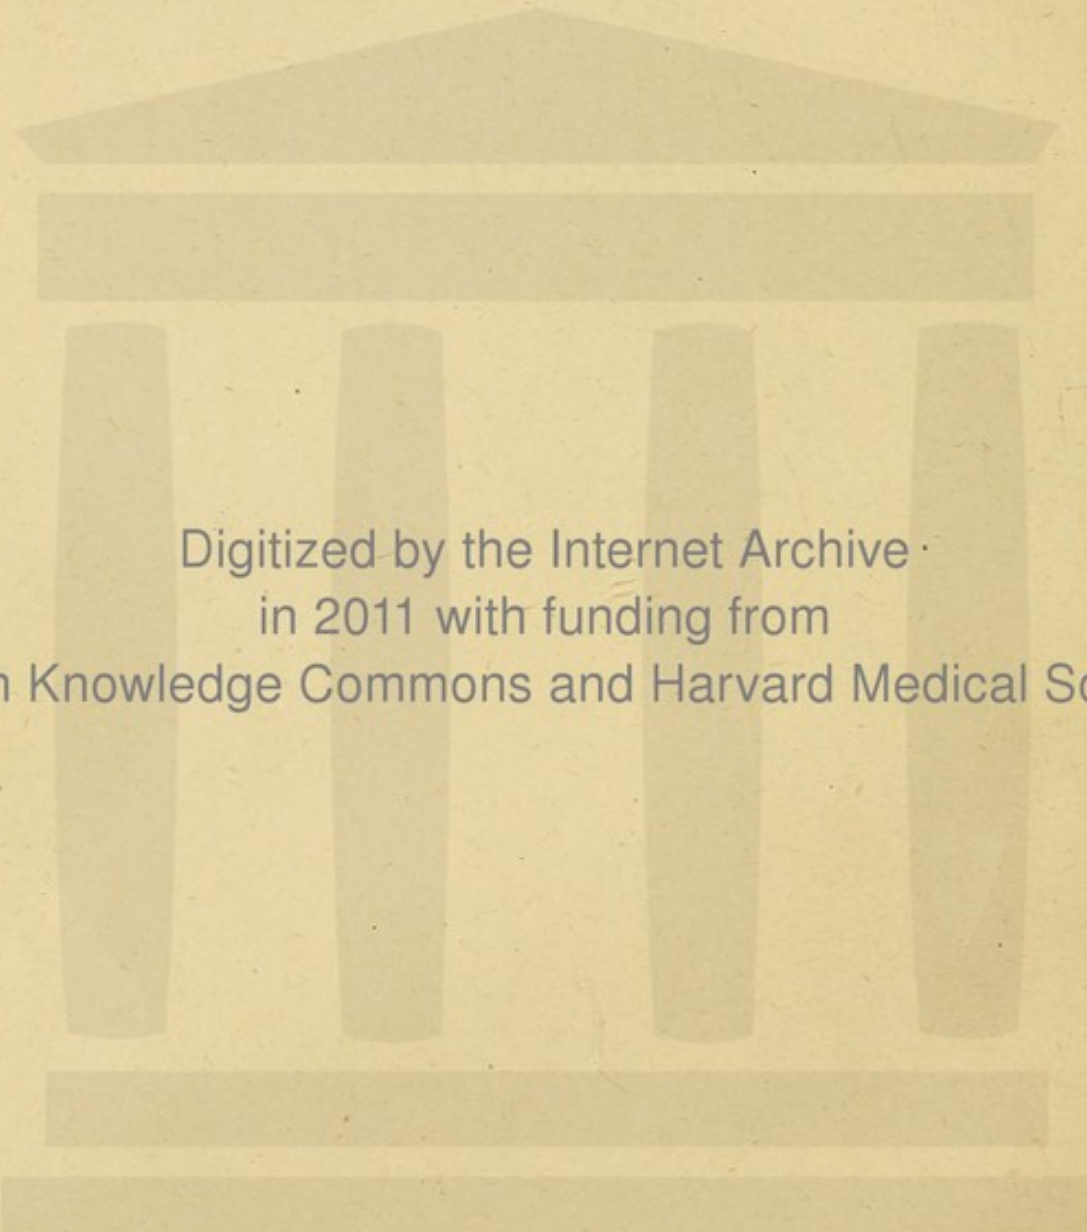 Digitized by the Internet Archive
in 2011 with funding from
Knowledge Commons and Harvard Medical